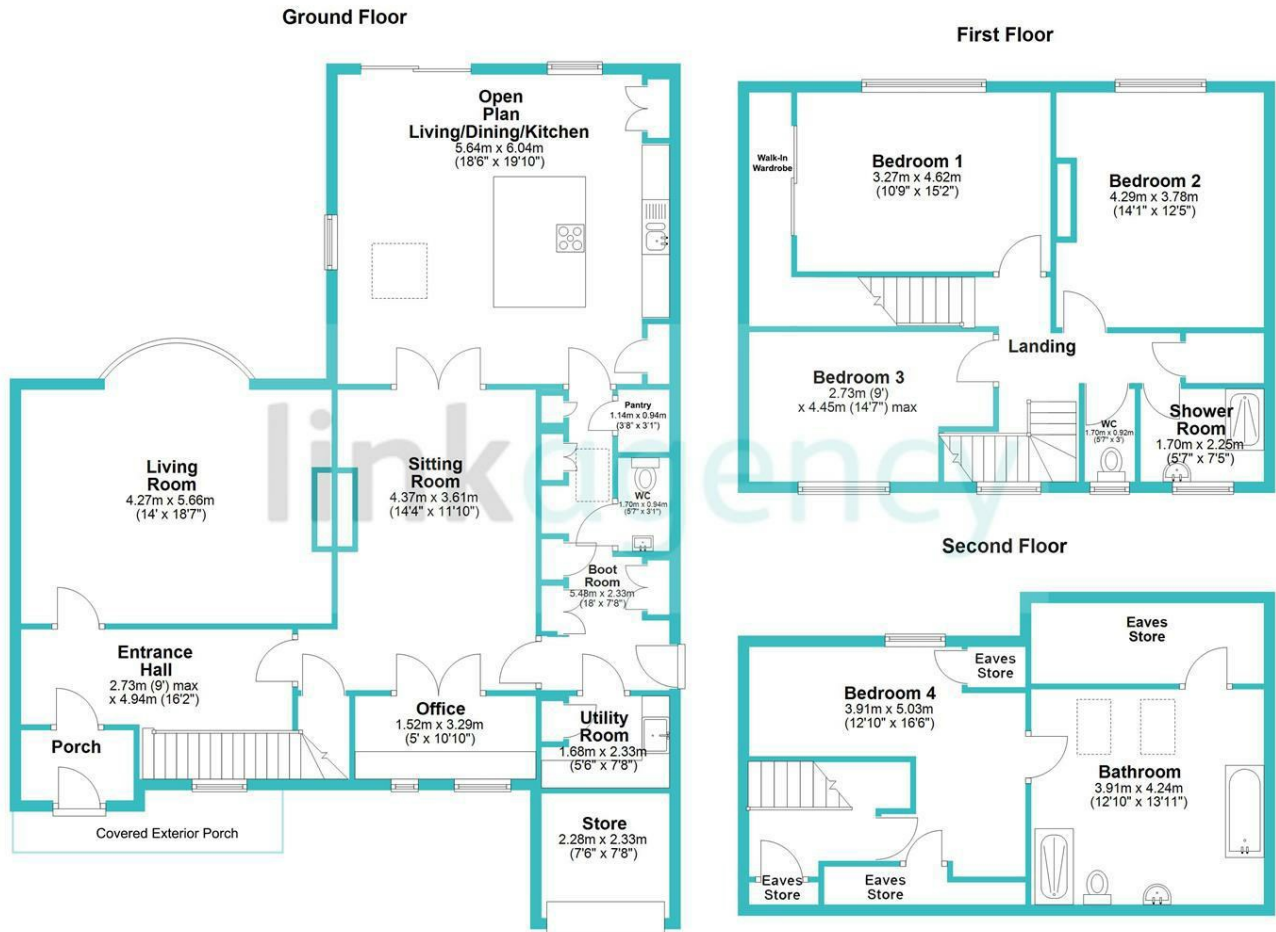 Ground Floor
Open
Plan
Living/Dining/Kitchen
5.64m x 6.04m
(18'6" x 19'10")
Living
Room
4.27m x 5.66m
(14' x 18'7")
Sitting
Room
4.37m x 3.61m
(14'4" x 11'10")
Pantry
1.14m x 0.94m
(3'8" x 3'1")
WC
1.70m x 0.94m
(5'7" x 3'1")
Boot
Room
5.48m x 2.33m
(18' x 7'8")
Entrance
Hall
2.73m (9') max
x 4.94m (16'2")
Porch
Office
1.52m x 3.29m
(5' x 10'10")
Utility
Room
1.68m x 2.33m
(5'6" x 7'8")
Covered Exterior Porch
Store
2.28m x 2.33m
(7'6" x 7'8")
First Floor
Walk-In
Wardrobe
Bedroom 1
3.27m x 4.62m
(10'9" x 15'2")
Bedroom 2
4.29m x 3.78m
(14'1" x 12'5")
Landing
Bedroom 3
2.73m (9')
x 4.45m (14'7") max
WC
1.70m x 0.92m
(5'7" x 3')
Shower
Room
1.70m x 2.25m
(5'7" x 7'5")
Second Floor
Eaves
Store
Eaves
Store
Bedroom 4
3.91m x 5.03m
(12'10" x 16'6")
Bathroom
3.91m x 4.24m
(12'10" x 13'11")
Eaves
Store
Eaves
Store
linkagency